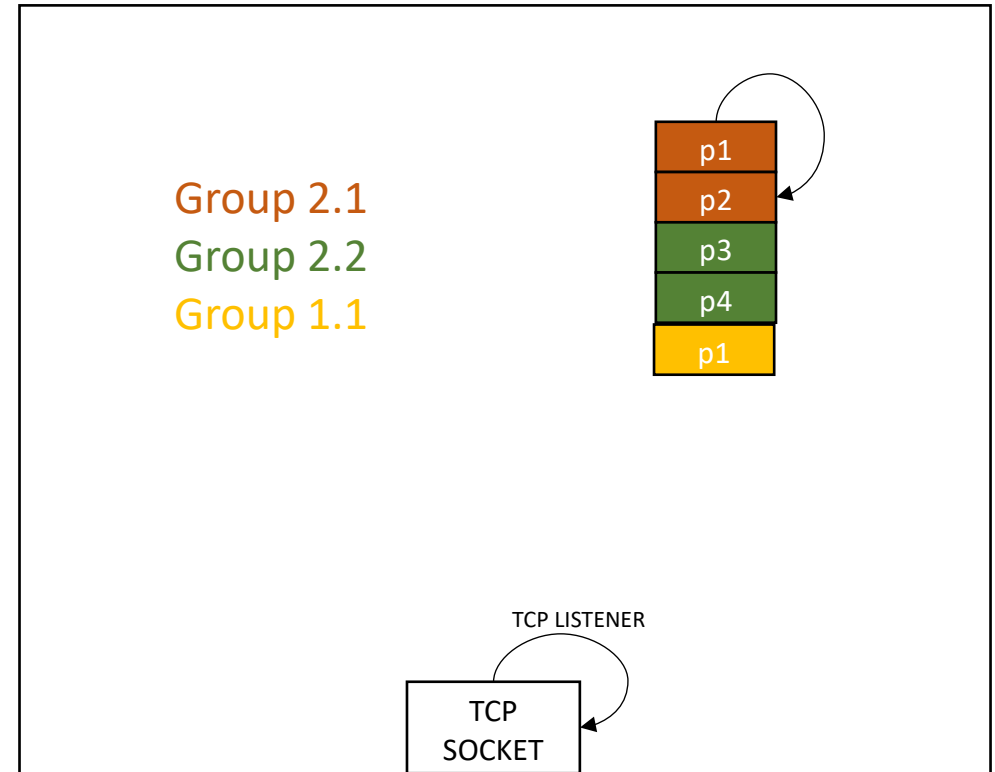 Group 2.1
Group 2.2
Group 1.1
p1
p2
p3
p4
p1
TCP LISTENER
TCP
SOCKET